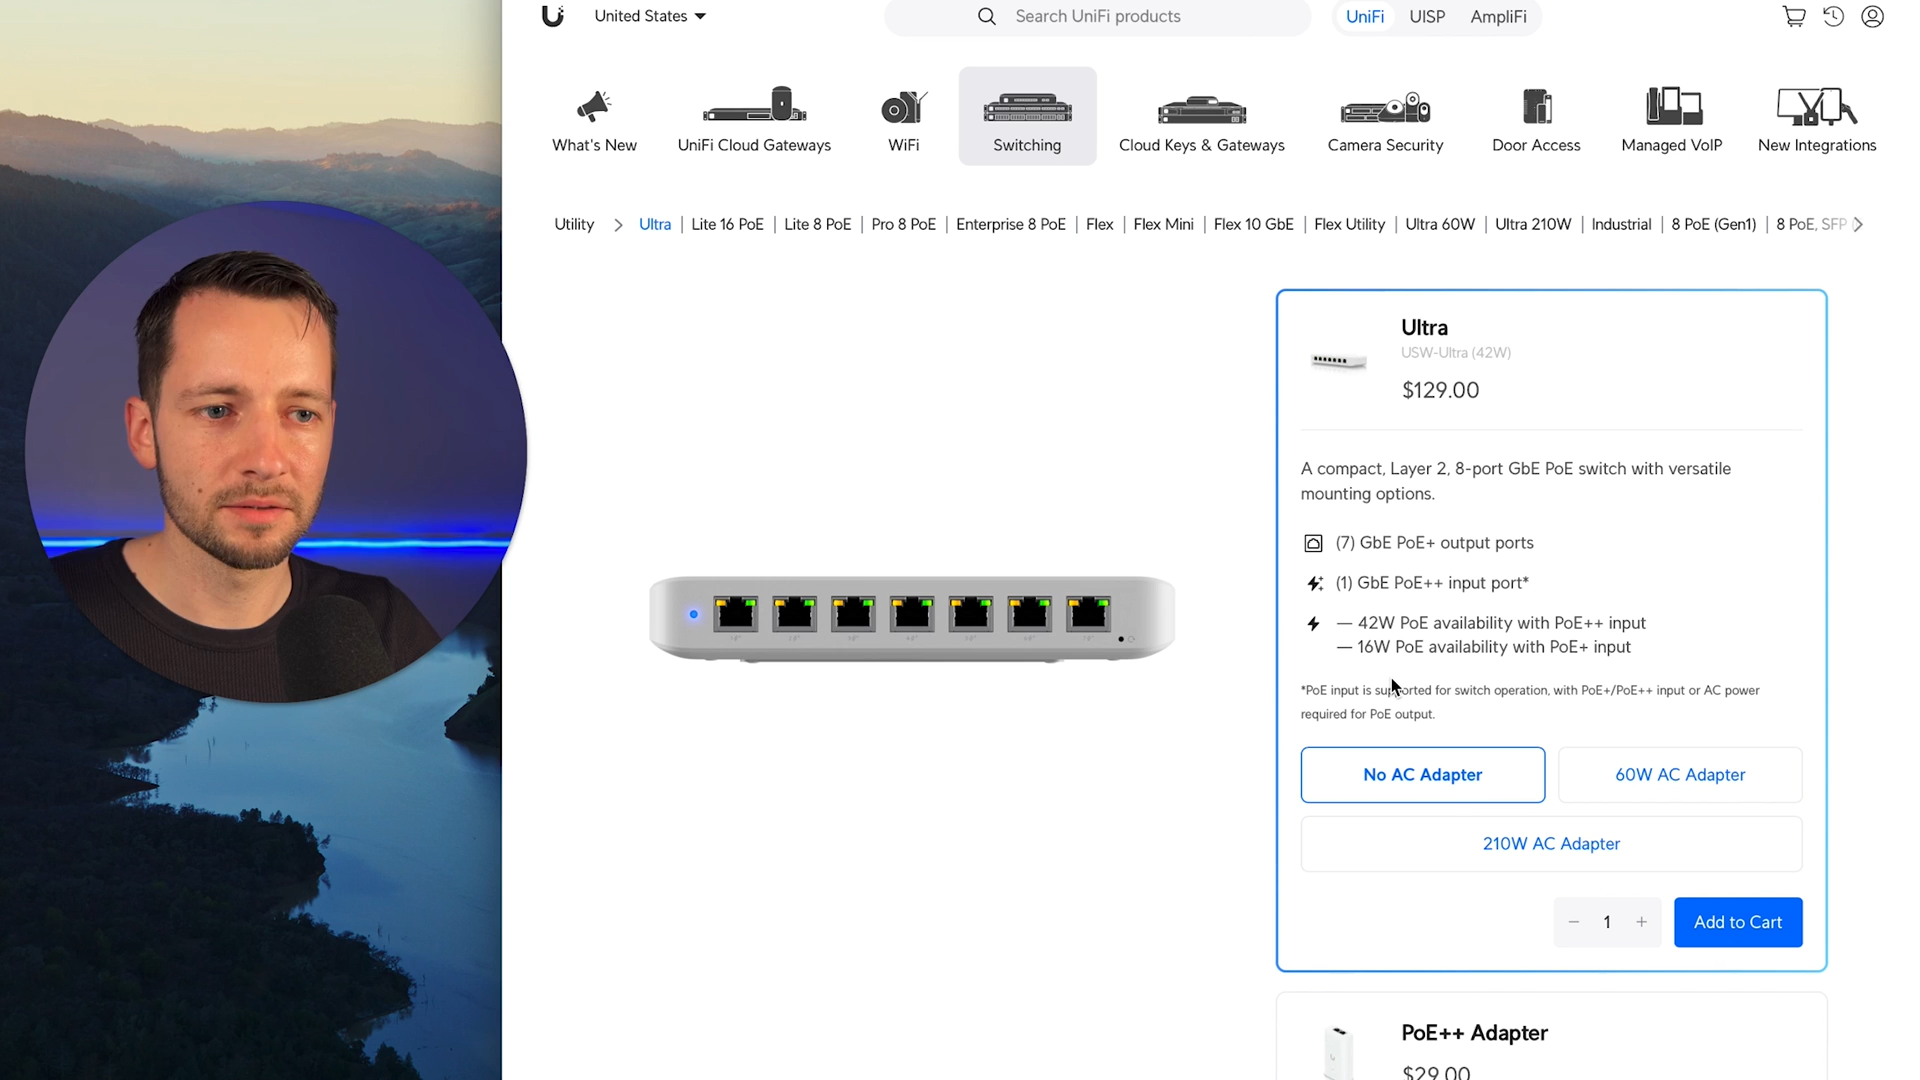 United States
Search UniFi products
UniFi
UISP
AmpliFi
What's New
UniFi Cloud Gateways
WiFi
Switching
Cloud Keys & Gateways
Camera Security
Door Access
Managed VoIP
New Integrations
Utility
Ultra
Lite 16 PoE
Lite 8 PoE
Pro 8 PoE
Enterprise 8 PoE
Flex
Flex Mini
Flex 10 GbE
Flex Utility
Ultra 60W
Ultra 210W
Industrial
8 PoE (Gen1)
8 PoE, SFP
Ultra
USW-Ultra (42W)
$129.00
A compact, Layer 2, 8-port GbE PoE switch with versatile
mounting options.
(7) GbE PoE+ output ports
(1) GbE PoE++ input port*
— 42W PoE availability with PoE++ input
— 16W PoE availability with PoE+ input
*PoE input is supported for switch operation, with PoE+/PoE++ input or AC power
required for PoE output.
No AC Adapter
60W AC Adapter
210W AC Adapter
− 1 +
Add to Cart
PoE++ Adapter
$29.00